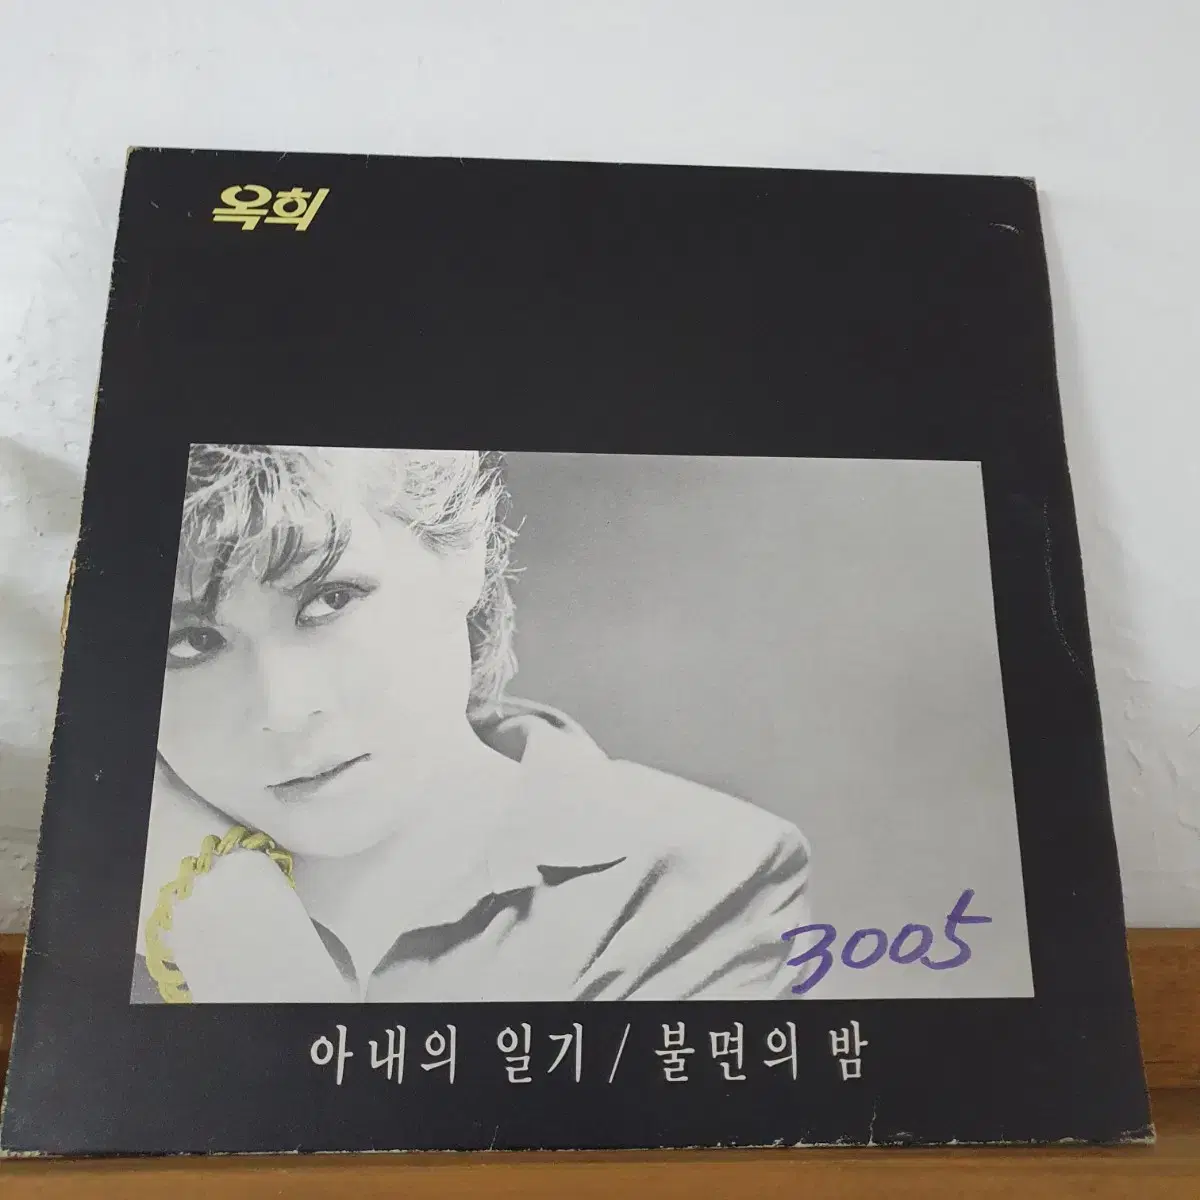 옥희
3005
아내의 일기 / 불면의 밤